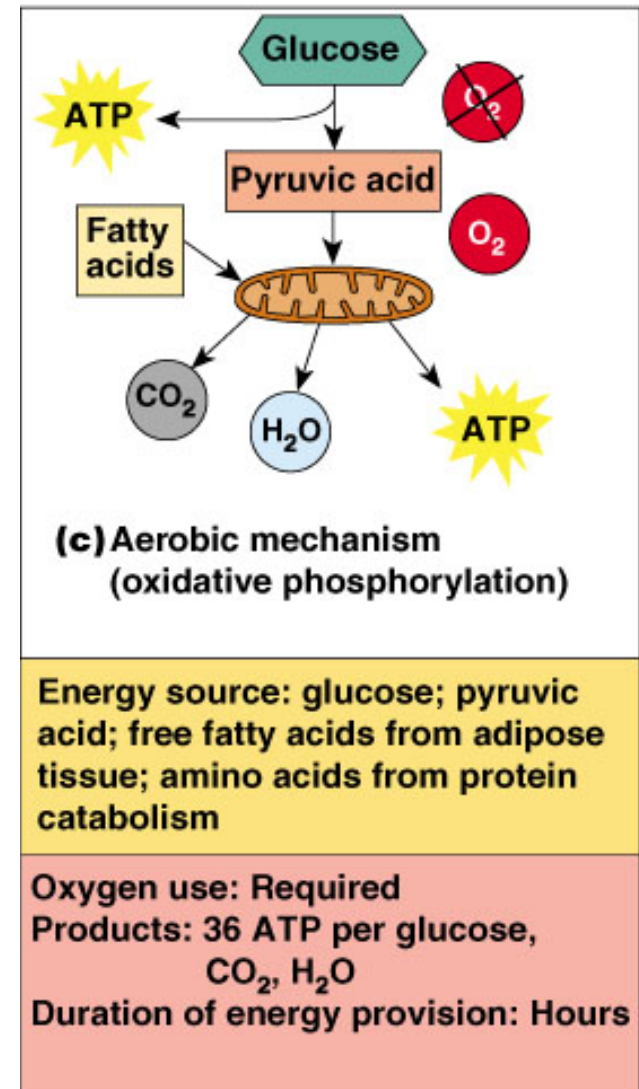 Glucose
O₂
ATP
Pyruvic acid
Fatty
acids
O₂
CO₂
H₂O
ATP
(c) Aerobic mechanism
(oxidative phosphorylation)
Energy source: glucose; pyruvic
acid; free fatty acids from adipose
tissue; amino acids from protein
catabolism
Oxygen use: Required
Products: 36 ATP per glucose,
CO₂, H₂O
Duration of energy provision: Hours